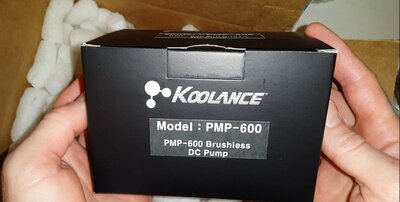 KOOLANCE
Model : PMP-600
PMP-600 Brushless
DC Pump